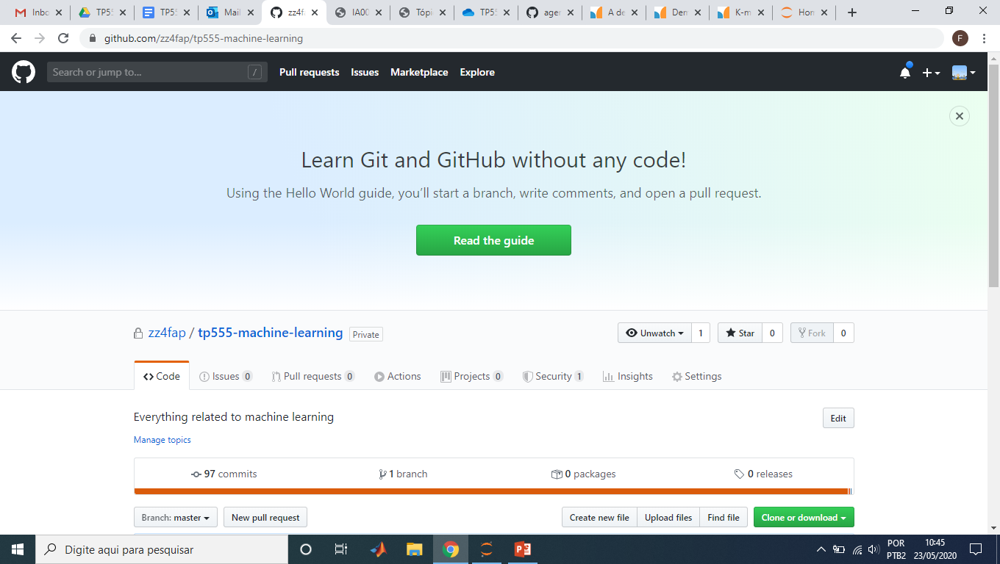 Inbo TP55 TP55 Mail zz4fa IA00 Tópi TP55 ager A de Den K-m Hon
github.com/zz4fap/tp555-machine-learning F
Search or jump to... / Pull requests Issues Marketplace Explore
Learn Git and GitHub without any code!
Using the Hello World guide, you’ll start a branch, write comments, and open a pull request.
Read the guide
zz4fap / tp555-machine-learning Private Unwatch 1 Star 0 Fork 0
Code Issues 0 Pull requests 0 Actions Projects 0 Security 1 Insights Settings
Everything related to machine learning Edit
Manage topics
97 commits 1 branch 0 packages 0 releases
Branch: master New pull request Create new file Upload files Find file Clone or download
Digite aqui para pesquisar POR 10:45
PTB2 23/05/2020